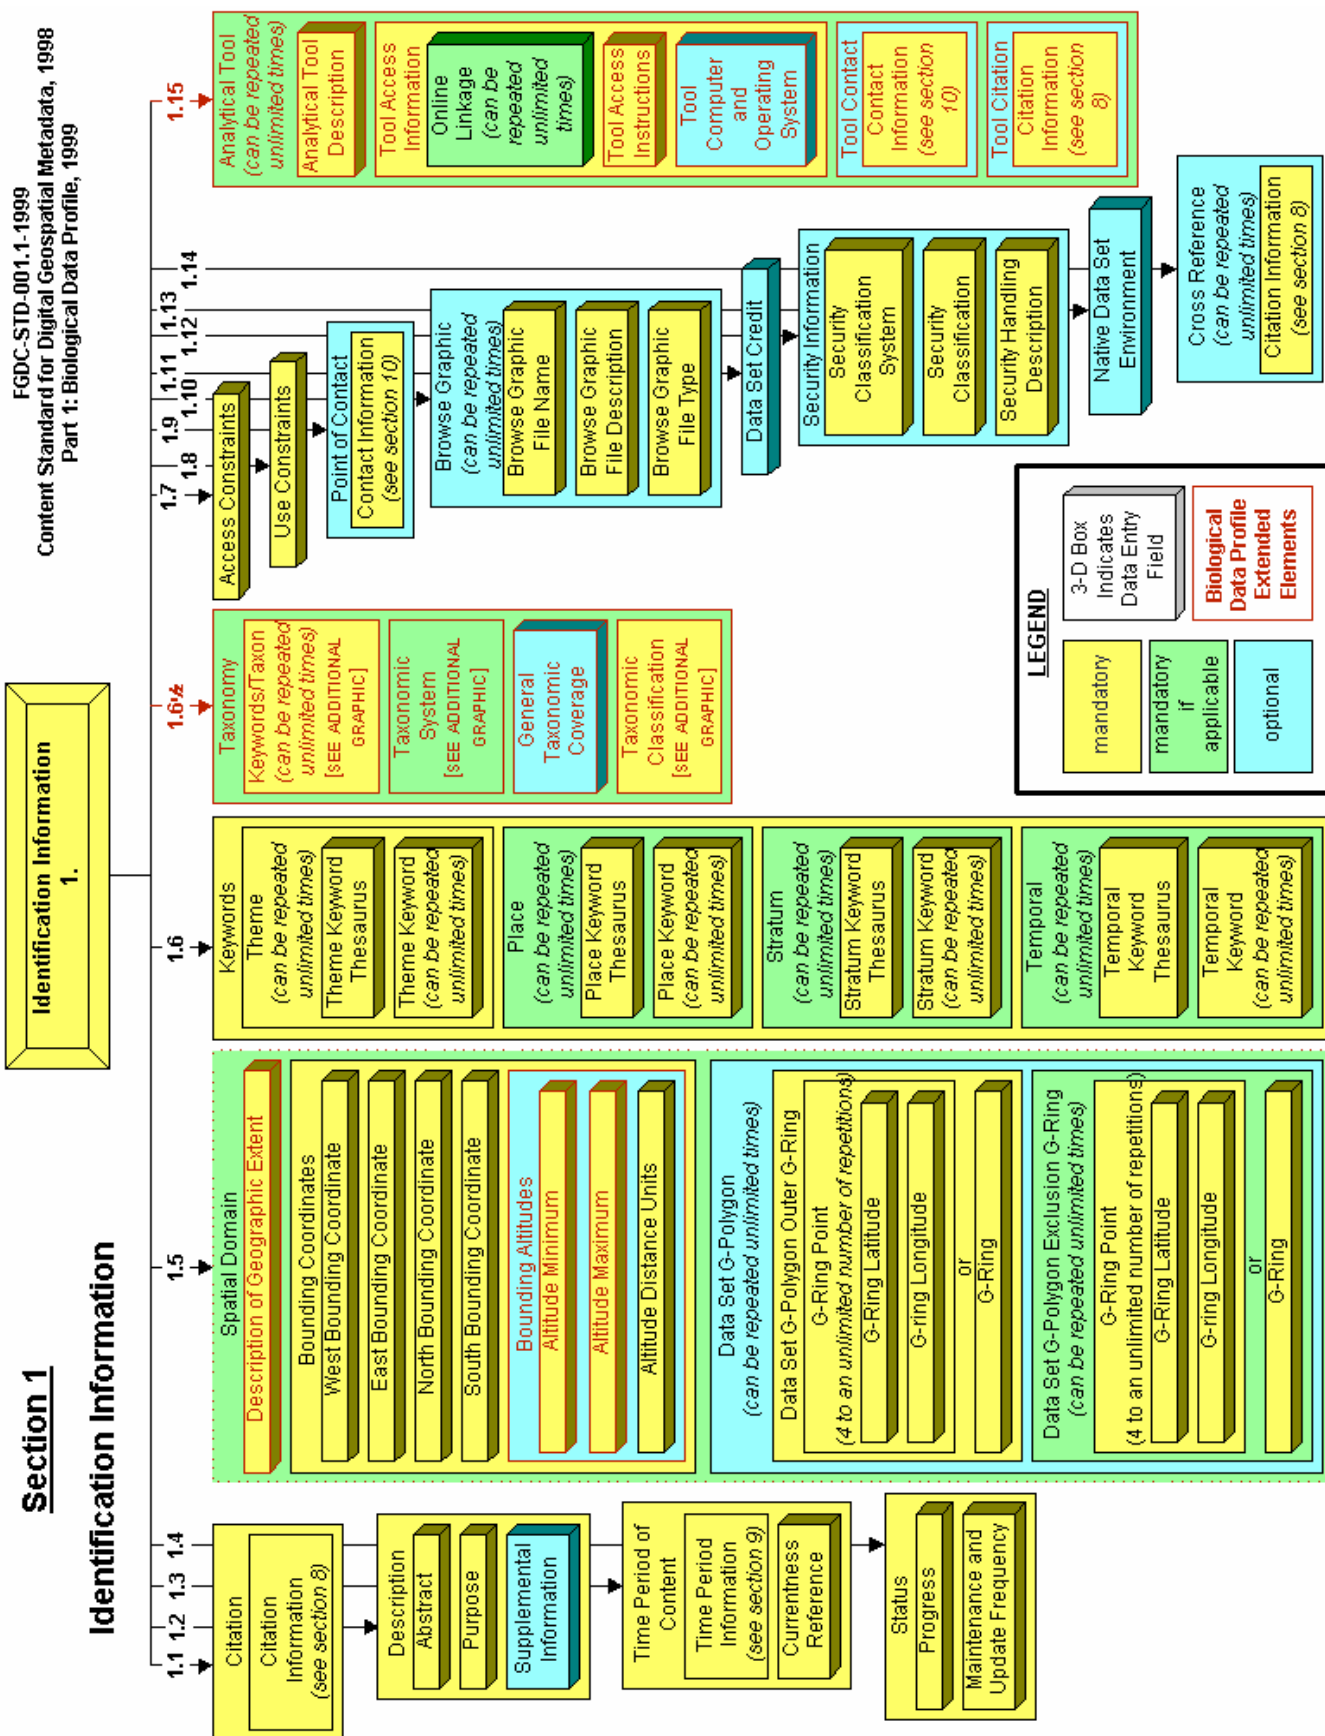 Section 1
Identification Information
FGDC-STD-001.1-1999
Content Standard for Digital Geospatial Metadata, 1998
Part 1: Biological Data Profile, 1999
Identification Information
1.
1.1
1.2
1.3
1.4
1.5
1.6
1.6½
1.7
1.8
1.9
1.10
1.11
1.12
1.13
1.14
1.15
Citation
Citation
Information
(see section 8)
Description
Abstract
Purpose
Supplemental
Information
Time Period of
Content
Time Period
Information
(see section 9)
Currentness
Reference
Status
Progress
Maintenance and
Update Frequency
Spatial Domain
Description of Geographic Extent
Bounding Coordinates
West Bounding Coordinate
East Bounding Coordinate
North Bounding Coordinate
South Bounding Coordinate
Bounding Altitudes
Altitude Minimum
Altitude Maximum
Altitude Distance Units
Data Set G-Polygon
(can be repeated unlimited times)
Data Set G-Polygon Outer G-Ring
G-Ring Point
(4 to an unlimited number of repetitions)
G-Ring Latitude
G-ring Longitude
or
G-Ring
Data Set G-Polygon Exclusion G-Ring
(can be repeated unlimited times)
G-Ring Point
(4 to an unlimited number of repetitions)
G-Ring Latitude
G-ring Longitude
or
G-Ring
Keywords
Theme
(can be repeated
unlimited times)
Theme Keyword
Thesaurus
Theme Keyword
(can be repeated
unlimited times)
Place
(can be repeated
unlimited times)
Place Keyword
Thesaurus
Place Keyword
(can be repeated
unlimited times)
Stratum
(can be repeated
unlimited times)
Stratum Keyword
Thesaurus
Stratum Keyword
(can be repeated
unlimited times)
Temporal
(can be repeated
unlimited times)
Temporal
Keyword
Thesaurus
Temporal
Keyword
(can be repeated
unlimited times)
Taxonomy
Keywords/Taxon
(can be repeated
unlimited times)
[SEE ADDITIONAL
GRAPHIC]
Taxonomic
System
[SEE ADDITIONAL
GRAPHIC]
General
Taxonomic
Coverage
Taxonomic
Classification
[SEE ADDITIONAL
GRAPHIC]
Access Constraints
Use Constraints
Point of Contact
Contact Information
(see section 10)
Browse Graphic
(can be repeated
unlimited times)
Browse Graphic
File Name
Browse Graphic
File Description
Browse Graphic
File Type
Data Set Credit
Security Information
Security
Classification
System
Security
Classification
Security Handling
Description
Native Data Set
Environment
Cross Reference
(can be repeated
unlimited times)
Citation Information
(see section 8)
Analytical Tool
(can be repeated
unlimited times)
Analytical Tool
Description
Tool Access
Information
Online
Linkage
(can be
repeated
unlimited
times)
Tool Access
Instructions
Tool
Computer
and
Operating
System
Tool Contact
Contact
Information
(see section
10)
Tool Citation
Citation
Information
(see section
8)
LEGEND
mandatory
mandatory
if
applicable
optional
3-D Box
Indicates
Data Entry
Field
Biological
Data Profile
Extended
Elements